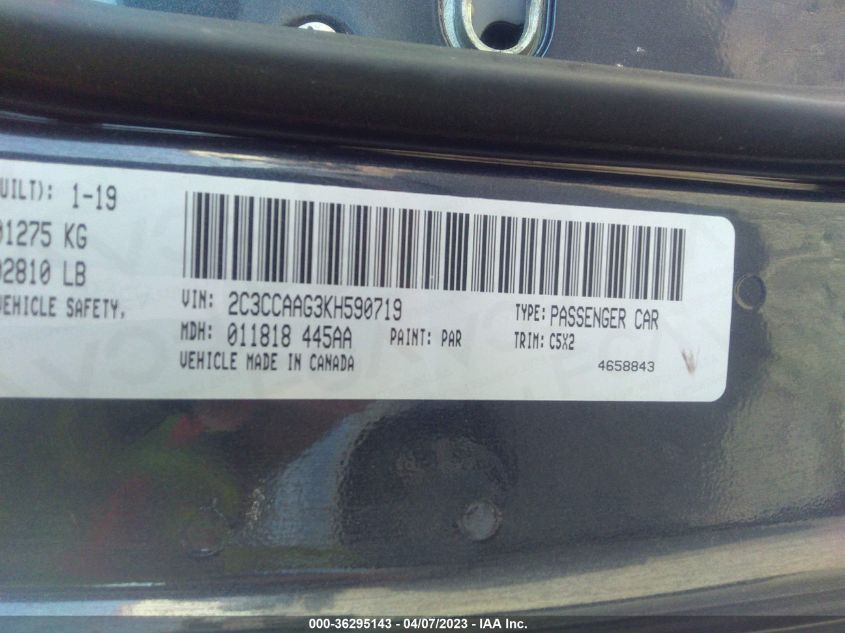 UILT): 1-19
01275 KG
02810 LB
VEHICLE SAFETY,
VIN: 2C3CCAAG3KH590719
TYPE: PASSENGER CAR
MDH: 011818 445AA
PAINT: PAR
TRIM: C5X2
VEHICLE MADE IN CANADA
4658843
000-36295143 - 04/07/2023 - IAA Inc.